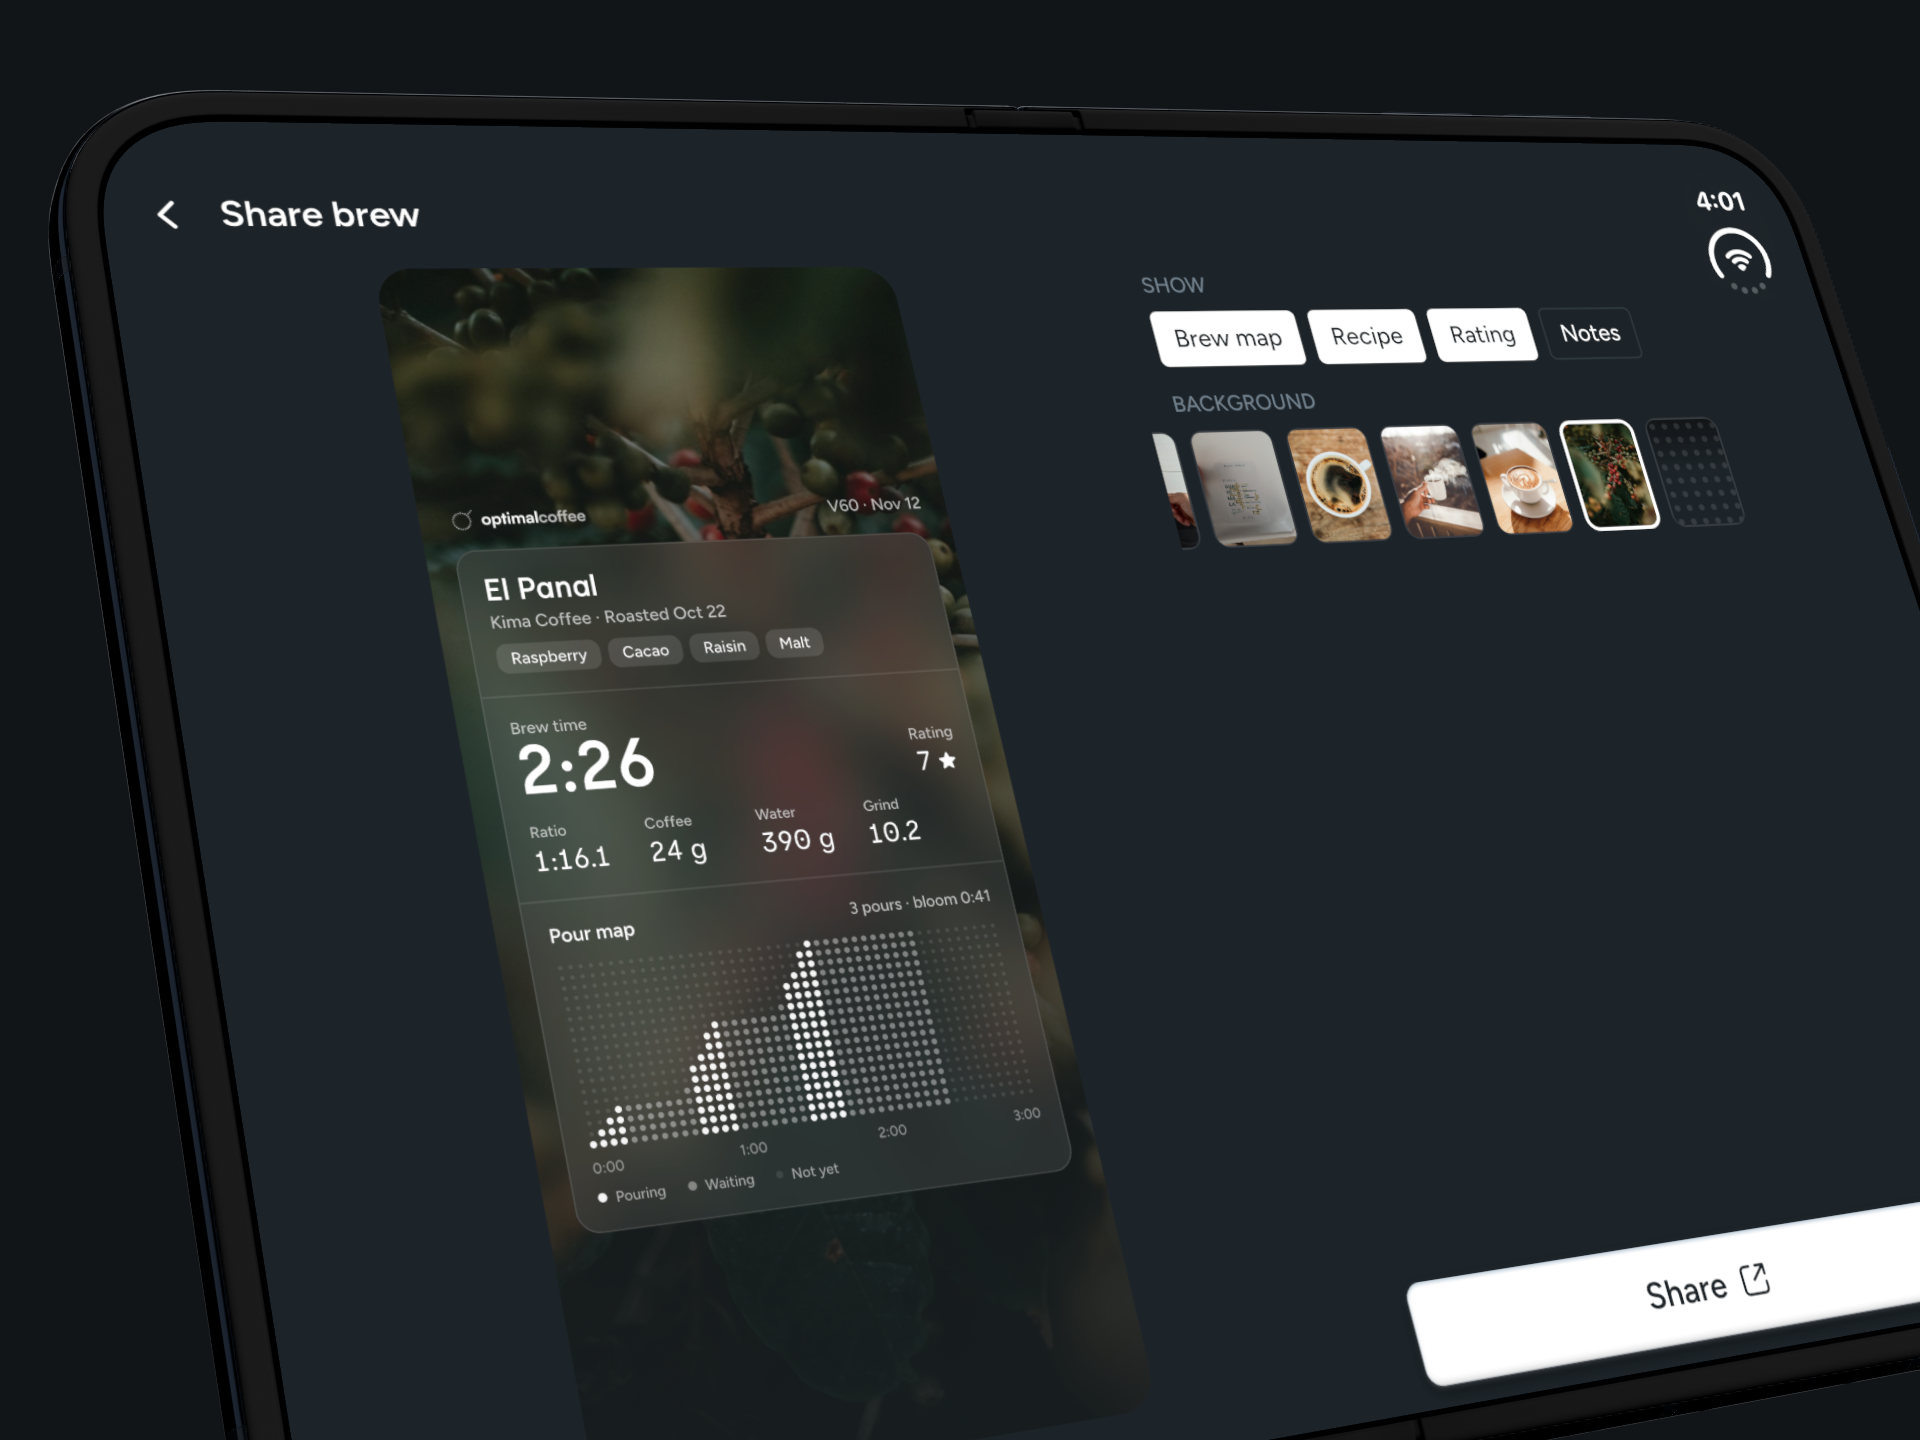 Share brew
4:01
SHOW
Brew map
Recipe
Rating
Notes
BACKGROUND
optimalcoffee
V60 · Nov 12
El Panal
Kima Coffee · Roasted Oct 22
Raspberry
Cacao
Raisin
Malt
Brew time
2:26
Rating
7
Ratio
Coffee
Water
Grind
1:16.1
24 g
390 g
10.2
Pour map
3 pours · bloom 0:41
0:00
1:00
2:00
3:00
Pouring
Waiting
Not yet
Share